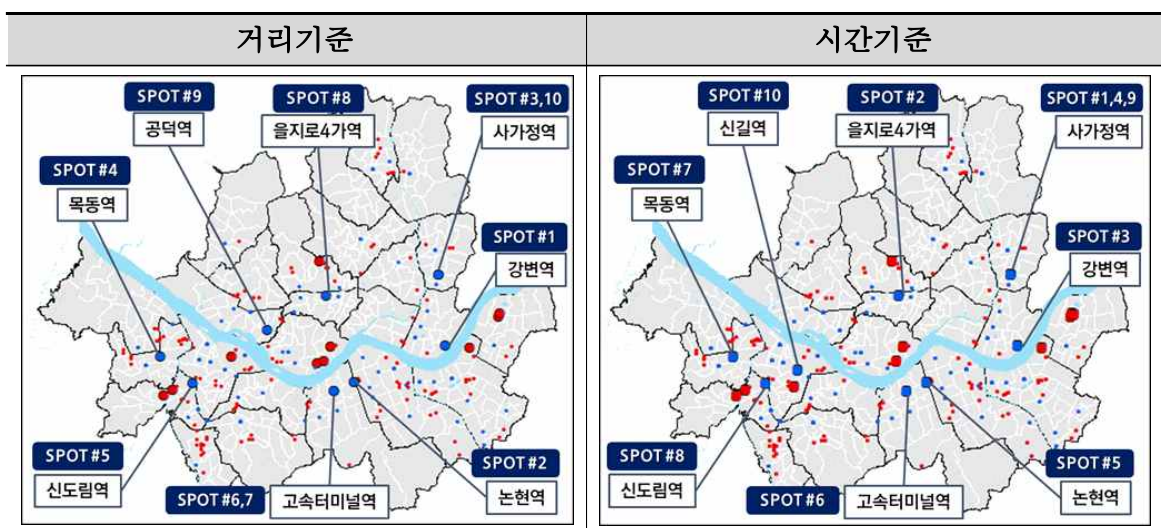 거리기준
시간기준
SPOT #9
공덕역
SPOT #8
을지로4가역
SPOT #3,10
사가정역
SPOT #4
목동역
SPOT #1
강변역
SPOT #5
신도림역
SPOT #6,7
고속터미널역
SPOT #2
논현역
SPOT #10
신길역
SPOT #2
을지로4가역
SPOT #1,4,9
사가정역
SPOT #7
목동역
SPOT #3
강변역
SPOT #8
신도림역
SPOT #6
고속터미널역
SPOT #5
논현역